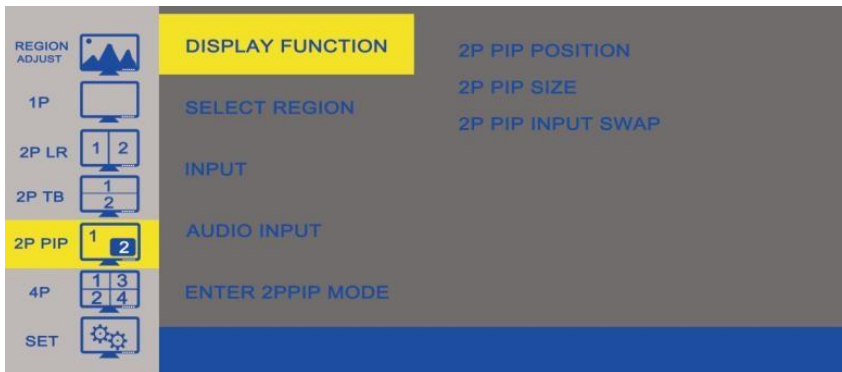 REGION
ADJUST
1P
2P LR 1 2
2P TB 1
2
2P PIP 1 2
4P 1 3
2 4
SET
DISPLAY FUNCTION
SELECT REGION
INPUT
AUDIO INPUT
ENTER 2PPIP MODE
2P PIP POSITION
2P PIP SIZE
2P PIP INPUT SWAP